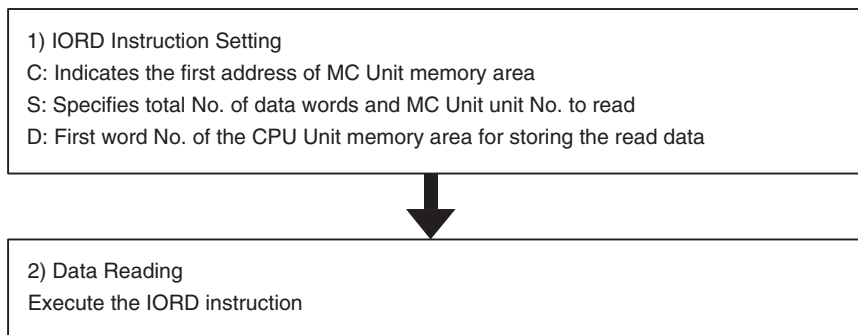 1) IORD Instruction Setting
C: Indicates the first address of MC Unit memory area
S: Specifies total No. of data words and MC Unit unit No. to read
D: First word No. of the CPU Unit memory area for storing the read data
2) Data Reading
Execute the IORD instruction